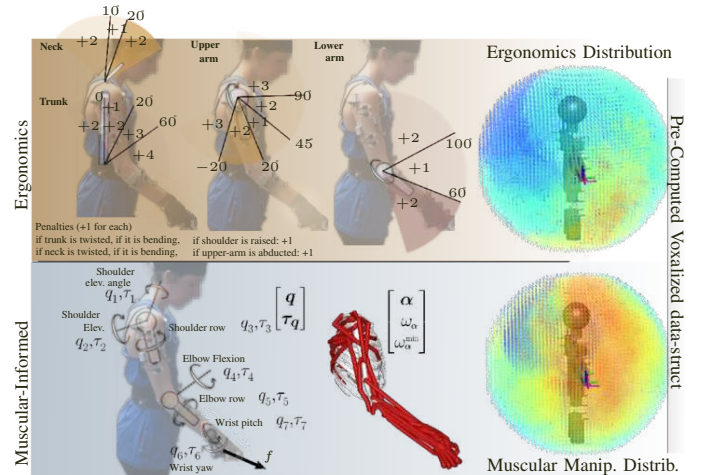 Ergonomics
Neck
10
20
+1
+2
+2
Trunk
0
+1
20
+2
+2
+3
60
+4
Upper
arm
+3
90
+2
+1
+3
+2
45
−20
20
Lower
arm
+2
100
+1
60
+2
Ergonomics Distribution
Penalties (+1 for each)
if trunk is twisted, if it is bending,
if neck is twisted, if it is bending,
if shoulder is raised: +1
if upper-arm is abducted: +1
Pre-Computed Voxalized data-struct
Muscular-Informed
Shoulder
elev. angle
q₁,τ₁
Shoulder
Elev.
q₂,τ₂
Shoulder row
q₃,τ₃
q
τq
Elbow Flexion
q₄,τ₄
Elbow row
q₅,τ₅
Wrist pitch
q₇,τ₇
q₆,τ₆
Wrist yaw
f
α
ωα
ωα^min
Muscular Manip. Distrib.